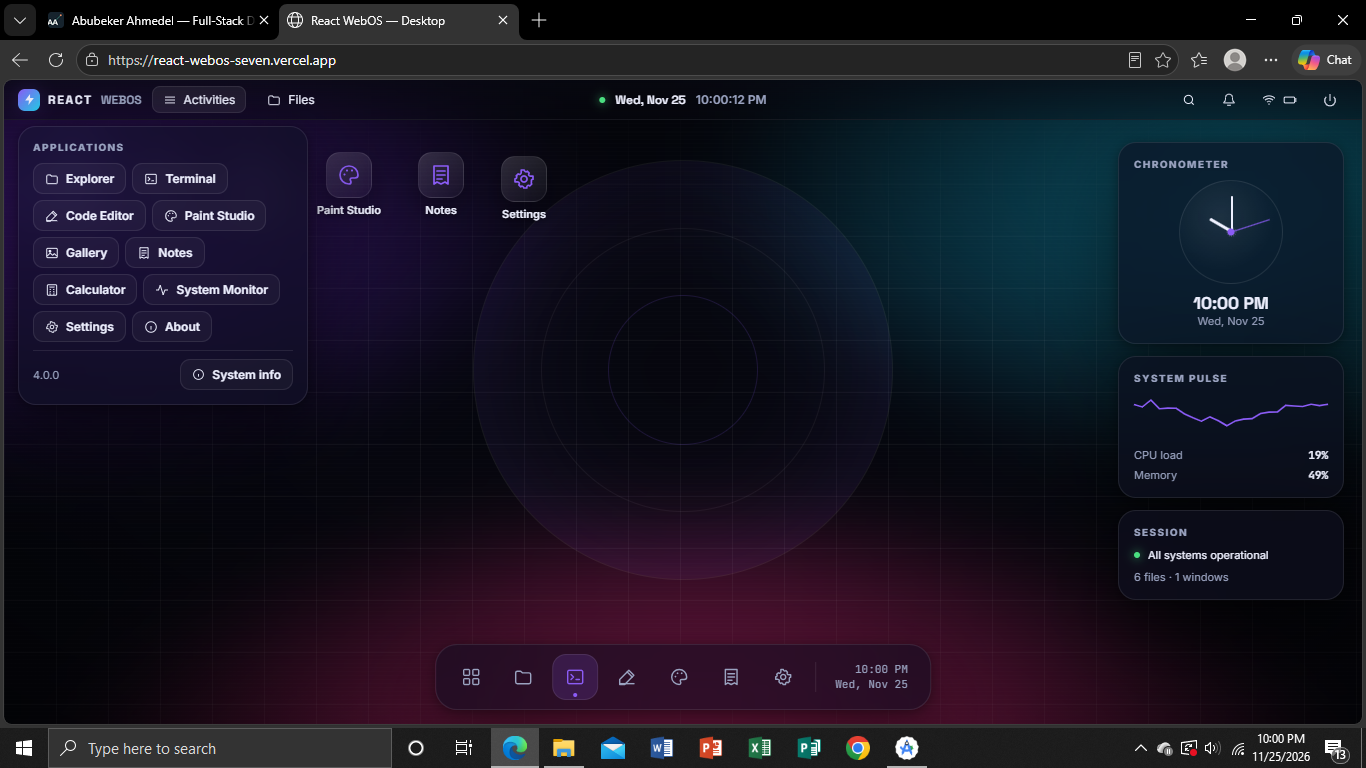 Abubeker Ahmedel — Full-Stack D
React WebOS — Desktop
https://react-webos-seven.vercel.app
Chat
REACT WEBOS
Activities
Files
Wed, Nov 25 10:00:12 PM
APPLICATIONS
Explorer
Terminal
Code Editor
Paint Studio
Gallery
Notes
Calculator
System Monitor
Settings
About
4.0.0
System info
Paint Studio
Notes
Settings
CHRONOMETER
10:00 PM
Wed, Nov 25
SYSTEM PULSE
CPU load 19%
Memory 49%
SESSION
All systems operational
6 files · 1 windows
10:00 PM
Wed, Nov 25
Type here to search
10:00 PM
11/25/2026
13